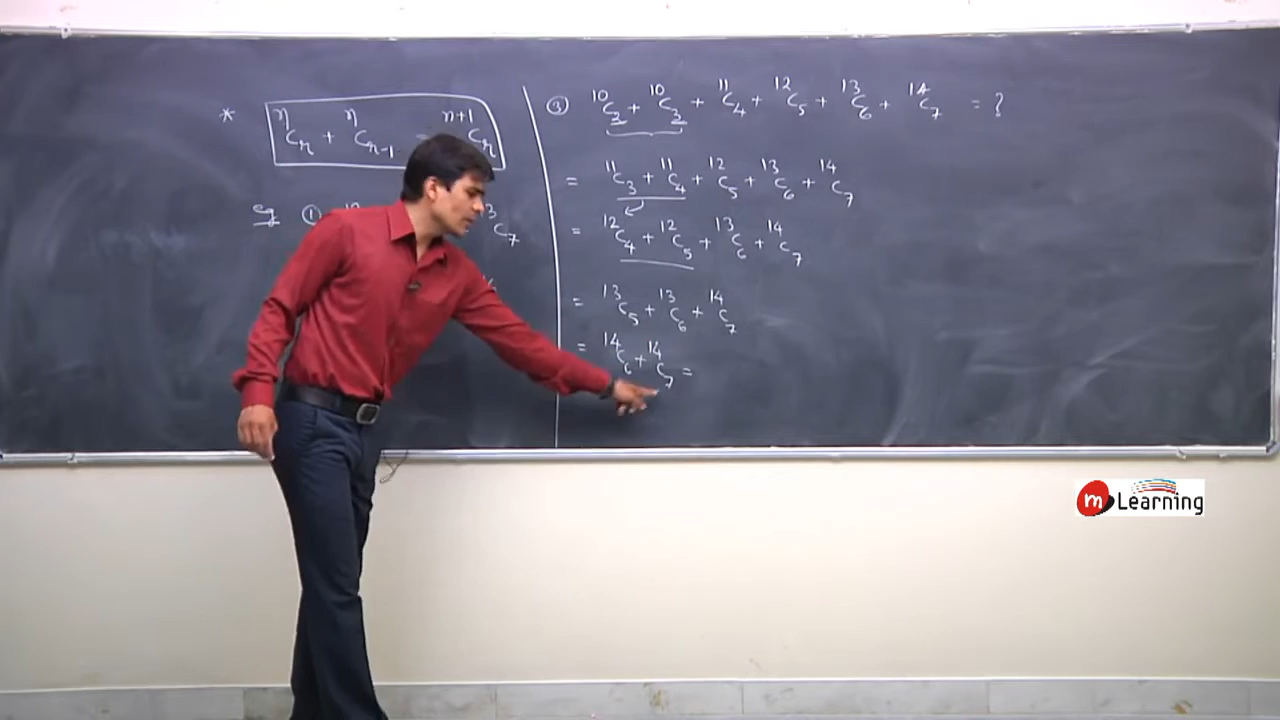 * ⁿCᵣ + ⁿCᵣ₋₁ = ⁿ⁺¹Cᵣ
eg ①
³C₇
③ ¹⁰C₂ + ¹⁰C₃ + ¹¹C₄ + ¹²C₅ + ¹³C₆ + ¹⁴C₇ = ?
= ¹¹C₃ + ¹¹C₄ + ¹²C₅ + ¹³C₆ + ¹⁴C₇
= ¹²C₄ + ¹²C₅ + ¹³C₆ + ¹⁴C₇
= ¹³C₅ + ¹³C₆ + ¹⁴C₇
= ¹⁴C₆ + ¹⁴C₇ =
m Learning